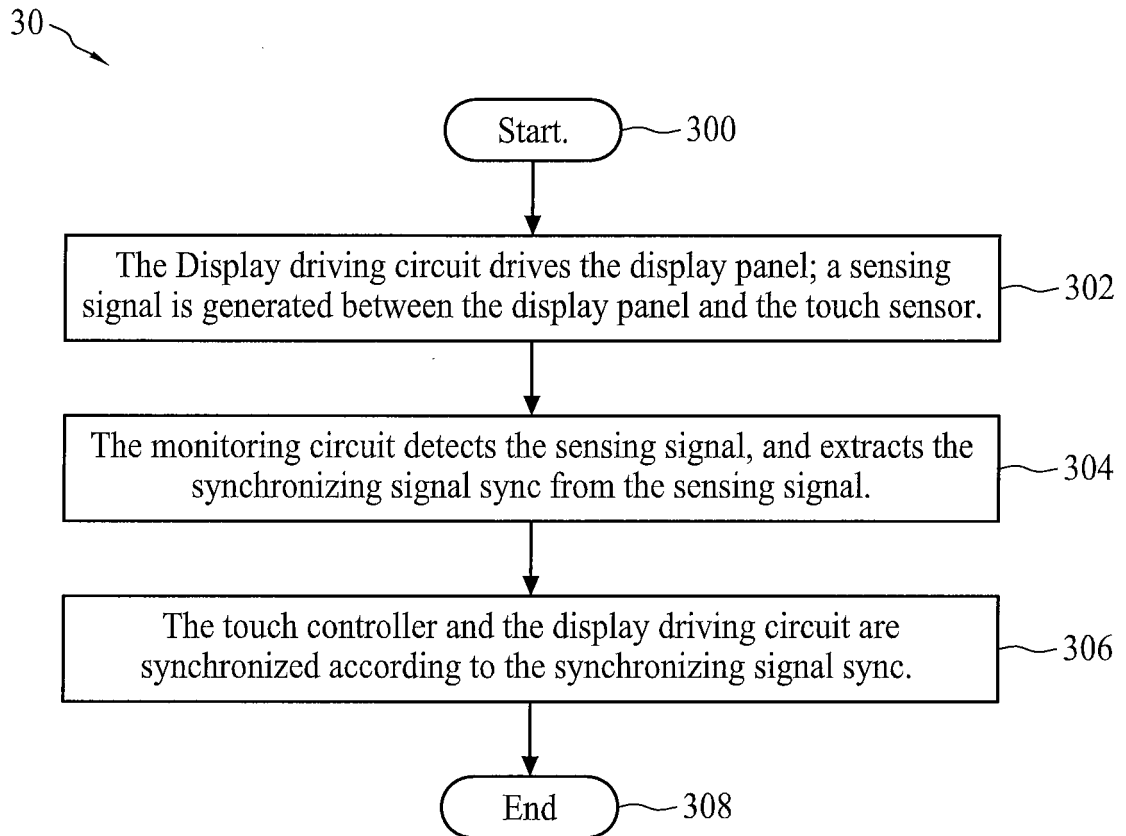 30
Start.
300
The Display driving circuit drives the display panel; a sensing
signal is generated between the display panel and the touch sensor.
302
The monitoring circuit detects the sensing signal, and extracts the
synchronizing signal sync from the sensing signal.
304
The touch controller and the display driving circuit are
synchronized according to the synchronizing signal sync.
306
End
308